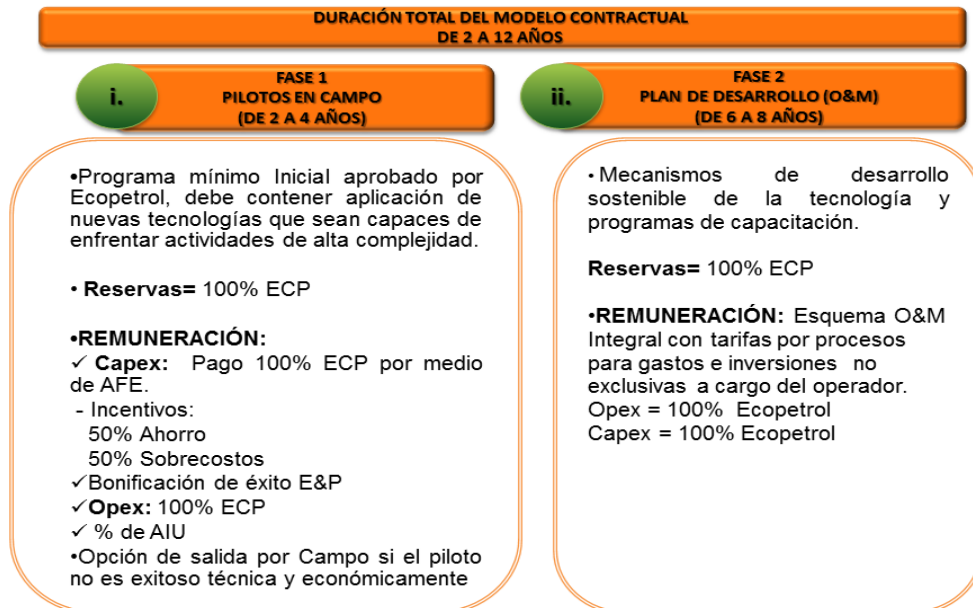 DURACIÓN TOTAL DEL MODELO CONTRACTUAL
DE 2 A 12 AÑOS
i.
FASE 1
PILOTOS EN CAMPO
(DE 2 A 4 AÑOS)
•Programa mínimo Inicial aprobado por
Ecopetrol, debe contener aplicación de
nuevas tecnologías que sean capaces de
enfrentar actividades de alta complejidad.
• Reservas= 100% ECP
•REMUNERACIÓN:
✓ Capex: Pago 100% ECP por medio
de AFE.
- Incentivos:
50% Ahorro
50% Sobrecostos
✓Bonificación de éxito E&P
✓Opex: 100% ECP
✓ % de AIU
•Opción de salida por Campo si el piloto
no es exitoso técnica y económicamente
ii.
FASE 2
PLAN DE DESARROLLO (O&M)
(DE 6 A 8 AÑOS)
• Mecanismos de desarrollo
sostenible de la tecnología y
programas de capacitación.
Reservas= 100% ECP
•REMUNERACIÓN: Esquema O&M
Integral con tarifas por procesos
para gastos e inversiones no
exclusivas a cargo del operador.
Opex = 100% Ecopetrol
Capex = 100% Ecopetrol